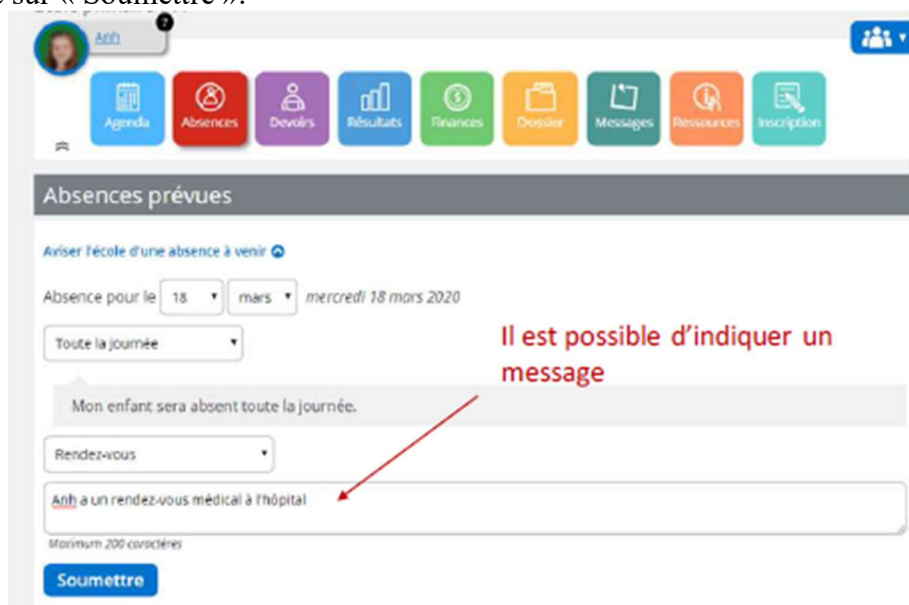 sur « Soumettre ».
Anh
?
Agenda
Absences
Devoirs
Résultats
Finances
Dossier
Messages
Ressources
Inscription
Absences prévues
Aviser l'école d'une absence à venir
Absence pour le 18 mars mercredi 18 mars 2020
Toute la journée
Il est possible d'indiquer un
message
Mon enfant sera absent toute la journée.
Rendez-vous
Anh a un rendez-vous médical à l'hôpital
Maximum 200 caractères
Soumettre